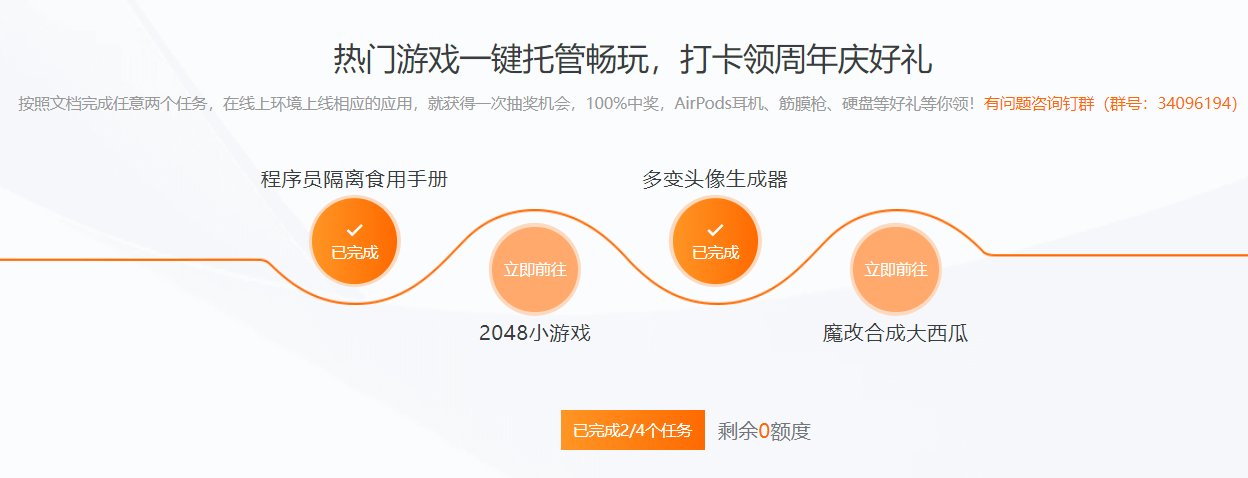 热门游戏一键托管畅玩，打卡领周年庆好礼
按照文档完成任意两个任务，在线上环境上线相应的应用，就获得一次抽奖机会，100%中奖，AirPods耳机、筋膜枪、硬盘等好礼等你领！有问题咨询钉群（群号：34096194）
程序员隔离食用手册
已完成
立即前往
2048小游戏
多变头像生成器
已完成
立即前往
魔改合成大西瓜
已完成2/4个任务 剩余0额度